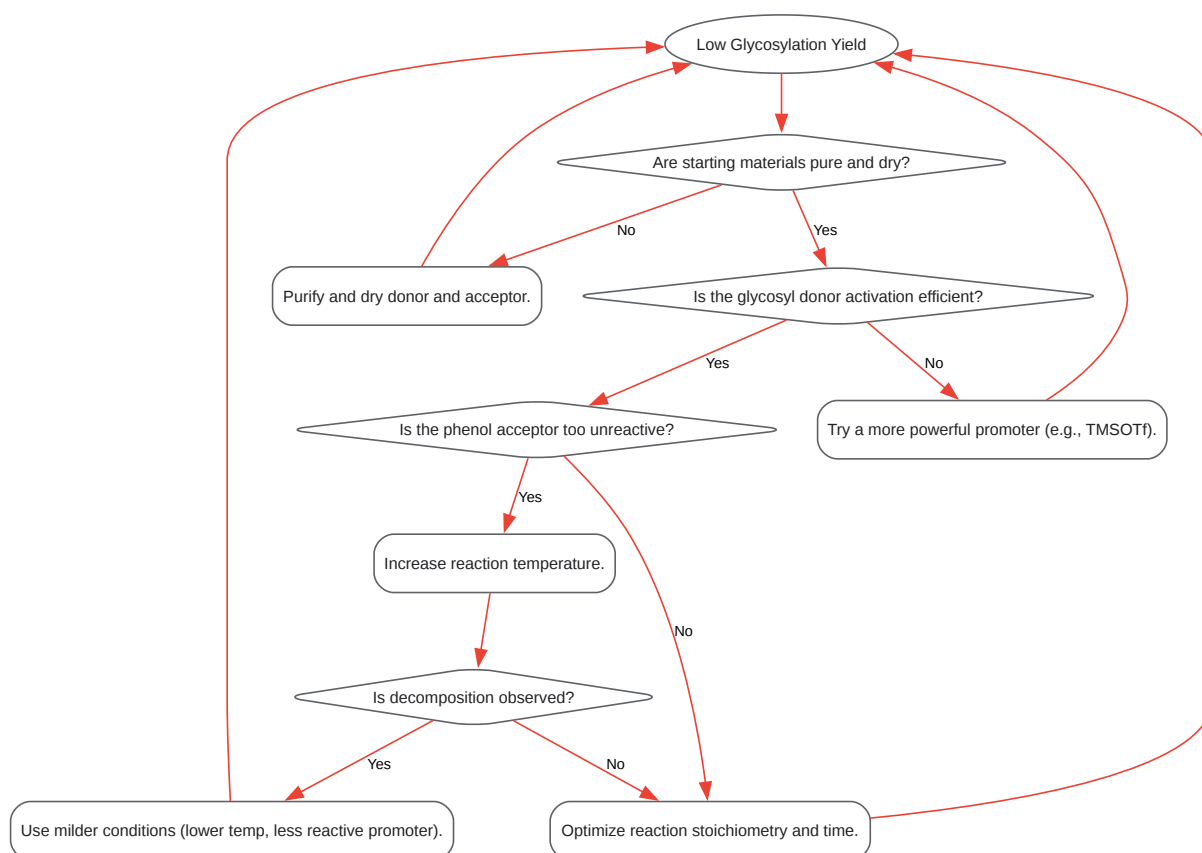 Low Glycosylation Yield
Are starting materials pure and dry?
No
Yes
Purify and dry donor and acceptor.
Is the glycosyl donor activation efficient?
Yes
No
Is the phenol acceptor too unreactive?
Try a more powerful promoter (e.g., TMSOTf).
Yes
Increase reaction temperature.
No
Is decomposition observed?
Yes
No
Use milder conditions (lower temp, less reactive promoter).
Optimize reaction stoichiometry and time.